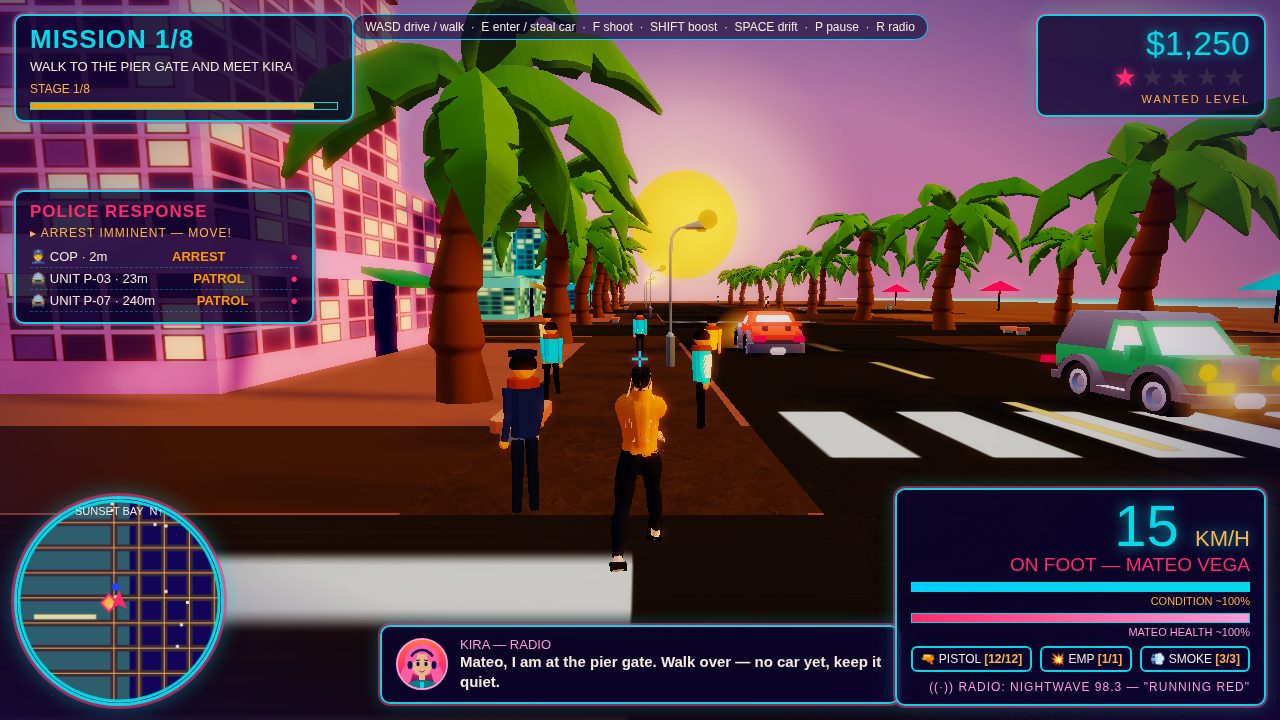 MISSION 1/8
WALK TO THE PIER GATE AND MEET KIRA
STAGE 1/8
WASD drive / walk · E enter / steal car · F shoot · SHIFT boost · SPACE drift · P pause · R radio
$1,250
WANTED LEVEL
POLICE RESPONSE
▸ ARREST IMMINENT — MOVE!
COP · 2m ARREST
UNIT P-03 · 23m PATROL
UNIT P-07 · 240m PATROL
SUNSET BAY N
15 KM/H
ON FOOT — MATEO VEGA
CONDITION ~100%
MATEO HEALTH ~100%
PISTOL [12/12] EMP [1/1] SMOKE [3/3]
((·)) RADIO: NIGHTWAVE 98.3 — "RUNNING RED"
KIRA — RADIO
Mateo, I am at the pier gate. Walk over — no car yet, keep it
quiet.